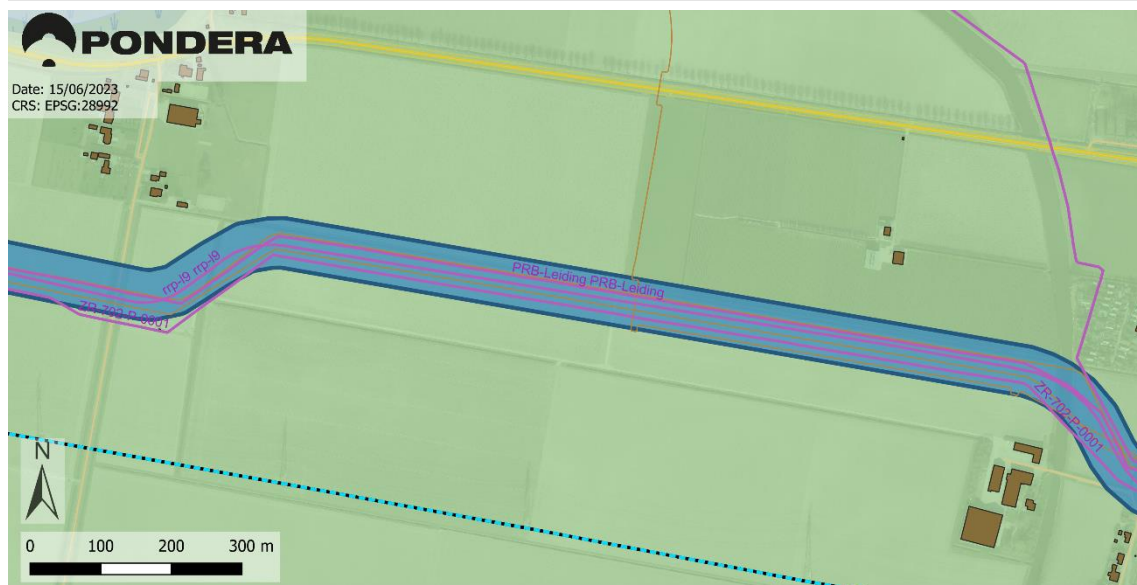 PONDERA
Date: 15/06/2023
CRS: EPSG:28992
rrp-l9 rrp-l9
ZR-702-P-0001
PRB-Leiding PRB-Leiding
ZR-702-P-0001
N
0 100 200 300 m